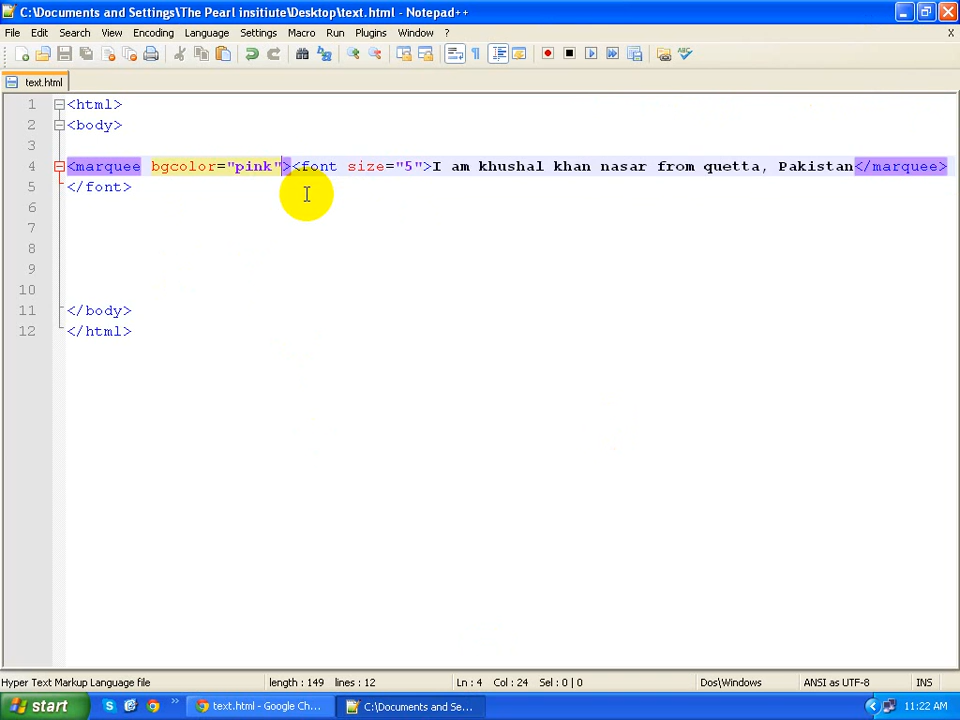 C:\Documents and Settings\The Pearl insitiute\Desktop\text.html - Notepad++
File Edit Search View Encoding Language Settings Macro Run Plugins Window ? X
text.html
1 <html>
2 <body>
3
4 <marquee bgcolor="pink"><font size="5">I am khushal khan nasar from quetta, Pakistan</marquee>
5 </font>
6
7
8
9
10
11 </body>
12 </html>
Hyper Text Markup Language file length : 149 lines : 12 Ln : 4 Col : 24 Sel : 0 | 0 Dos\Windows ANSI as UTF-8 INS
start text.html - Google Ch... C:\Documents and Se... 11:22 AM